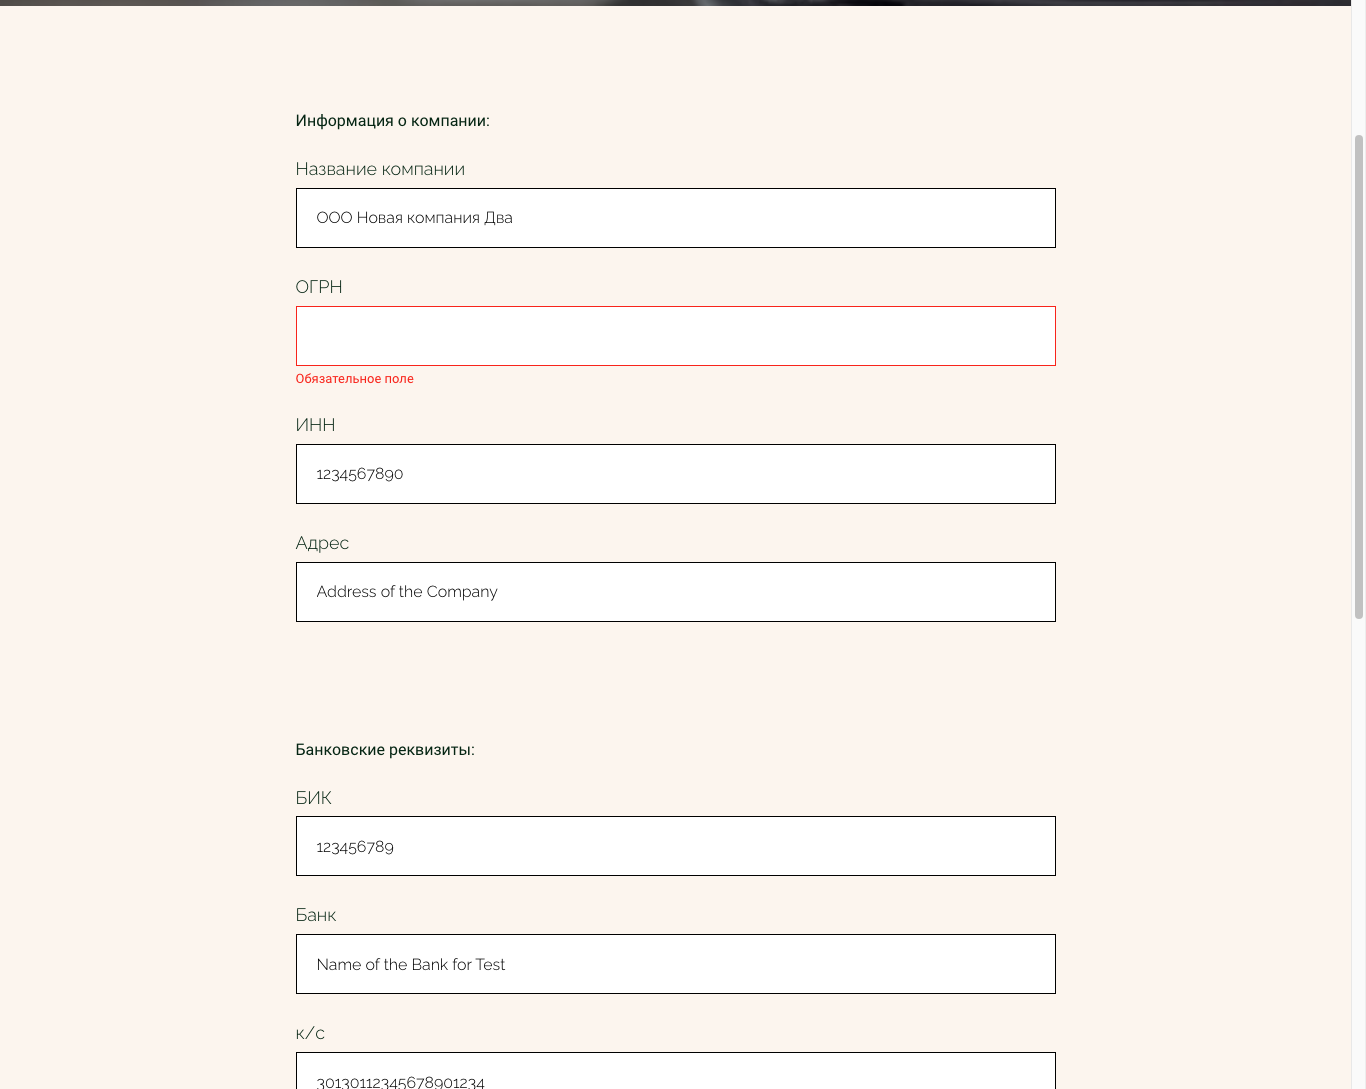 Информация о компании:
Название компании
ООО Новая компания Два
ОГРН
Обязательное поле
ИНН
1234567890
Адрес
Address of the Company
Банковские реквизиты:
БИК
123456789
Банк
Name of the Bank for Test
к/с
30130112345678901234